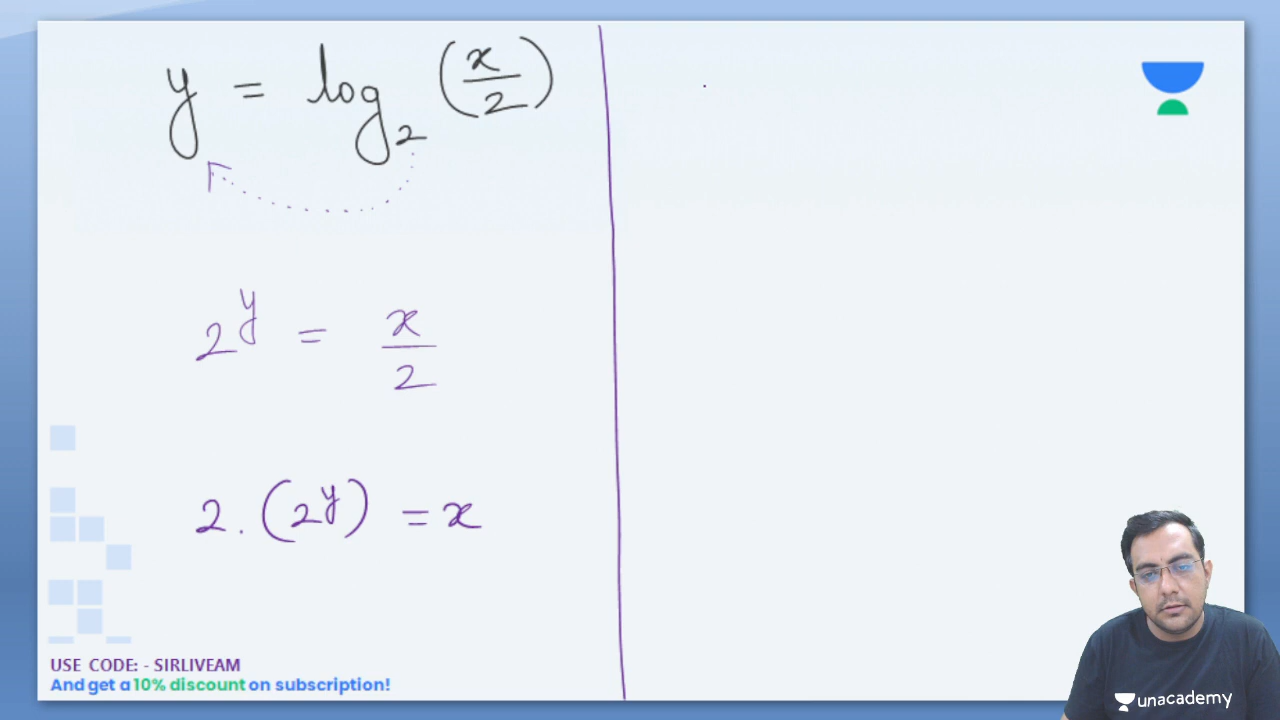 y = log₂ (x/2)
2^y = x/2
2 . (2^y) = x
USE CODE: - SIRLIVEAM
And get a 10% discount on subscription!
unacademy